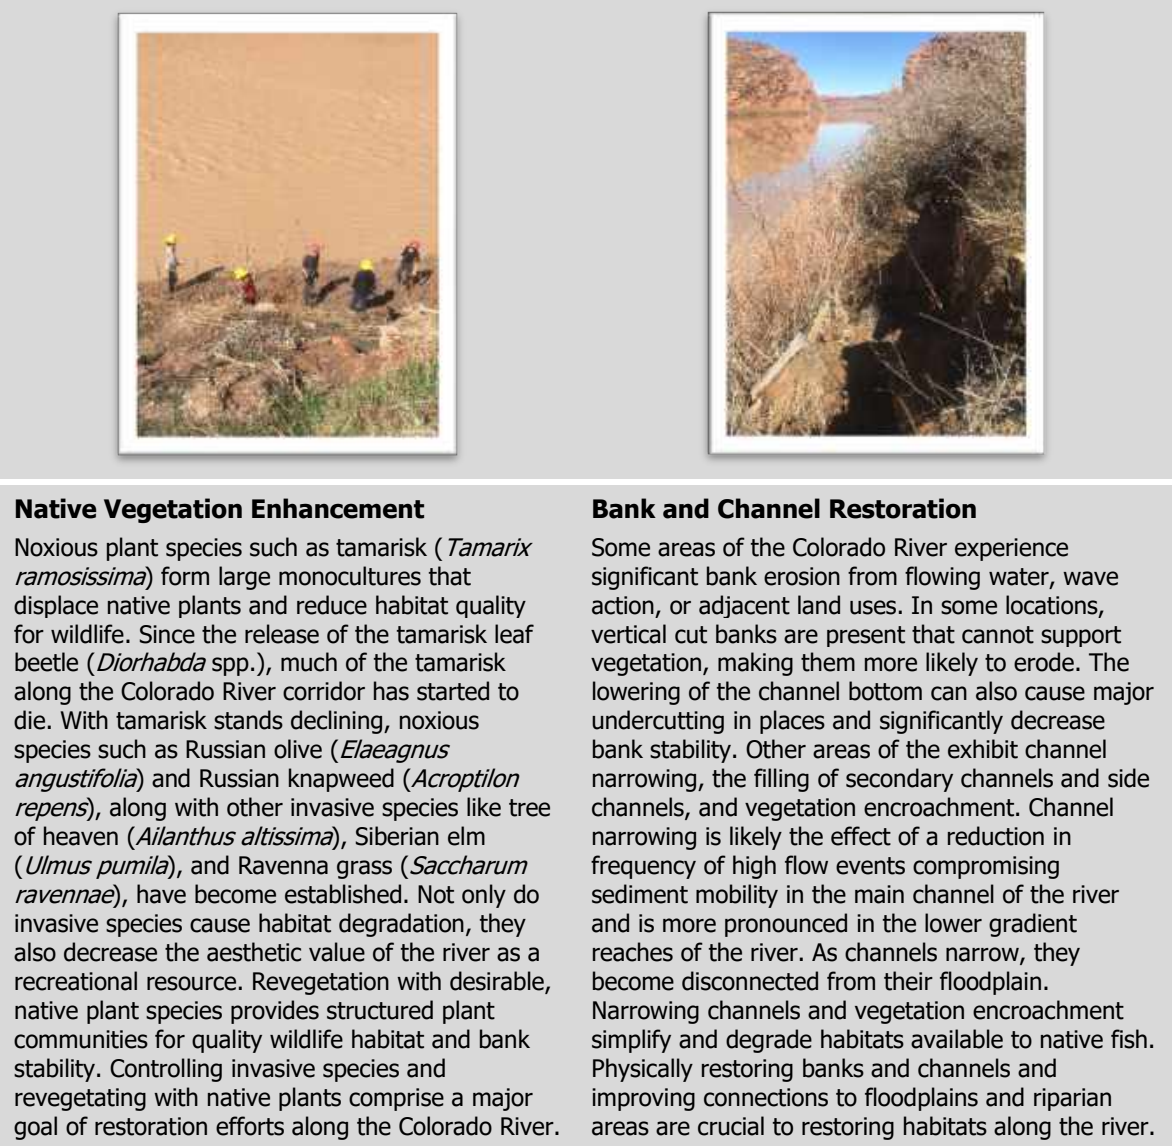 Native Vegetation Enhancement
Noxious plant species such as tamarisk (Tamarix
ramosissima) form large monocultures that
displace native plants and reduce habitat quality
for wildlife. Since the release of the tamarisk leaf
beetle (Diorhabda spp.), much of the tamarisk
along the Colorado River corridor has started to
die. With tamarisk stands declining, noxious
species such as Russian olive (Elaeagnus
angustifolia) and Russian knapweed (Acroptilon
repens), along with other invasive species like tree
of heaven (Ailanthus altissima), Siberian elm
(Ulmus pumila), and Ravenna grass (Saccharum
ravennae), have become established. Not only do
invasive species cause habitat degradation, they
also decrease the aesthetic value of the river as a
recreational resource. Revegetation with desirable,
native plant species provides structured plant
communities for quality wildlife habitat and bank
stability. Controlling invasive species and
revegetating with native plants comprise a major
goal of restoration efforts along the Colorado River.
Bank and Channel Restoration
Some areas of the Colorado River experience
significant bank erosion from flowing water, wave
action, or adjacent land uses. In some locations,
vertical cut banks are present that cannot support
vegetation, making them more likely to erode. The
lowering of the channel bottom can also cause major
undercutting in places and significantly decrease
bank stability. Other areas of the exhibit channel
narrowing, the filling of secondary channels and side
channels, and vegetation encroachment. Channel
narrowing is likely the effect of a reduction in
frequency of high flow events compromising
sediment mobility in the main channel of the river
and is more pronounced in the lower gradient
reaches of the river. As channels narrow, they
become disconnected from their floodplain.
Narrowing channels and vegetation encroachment
simplify and degrade habitats available to native fish.
Physically restoring banks and channels and
improving connections to floodplains and riparian
areas are crucial to restoring habitats along the river.